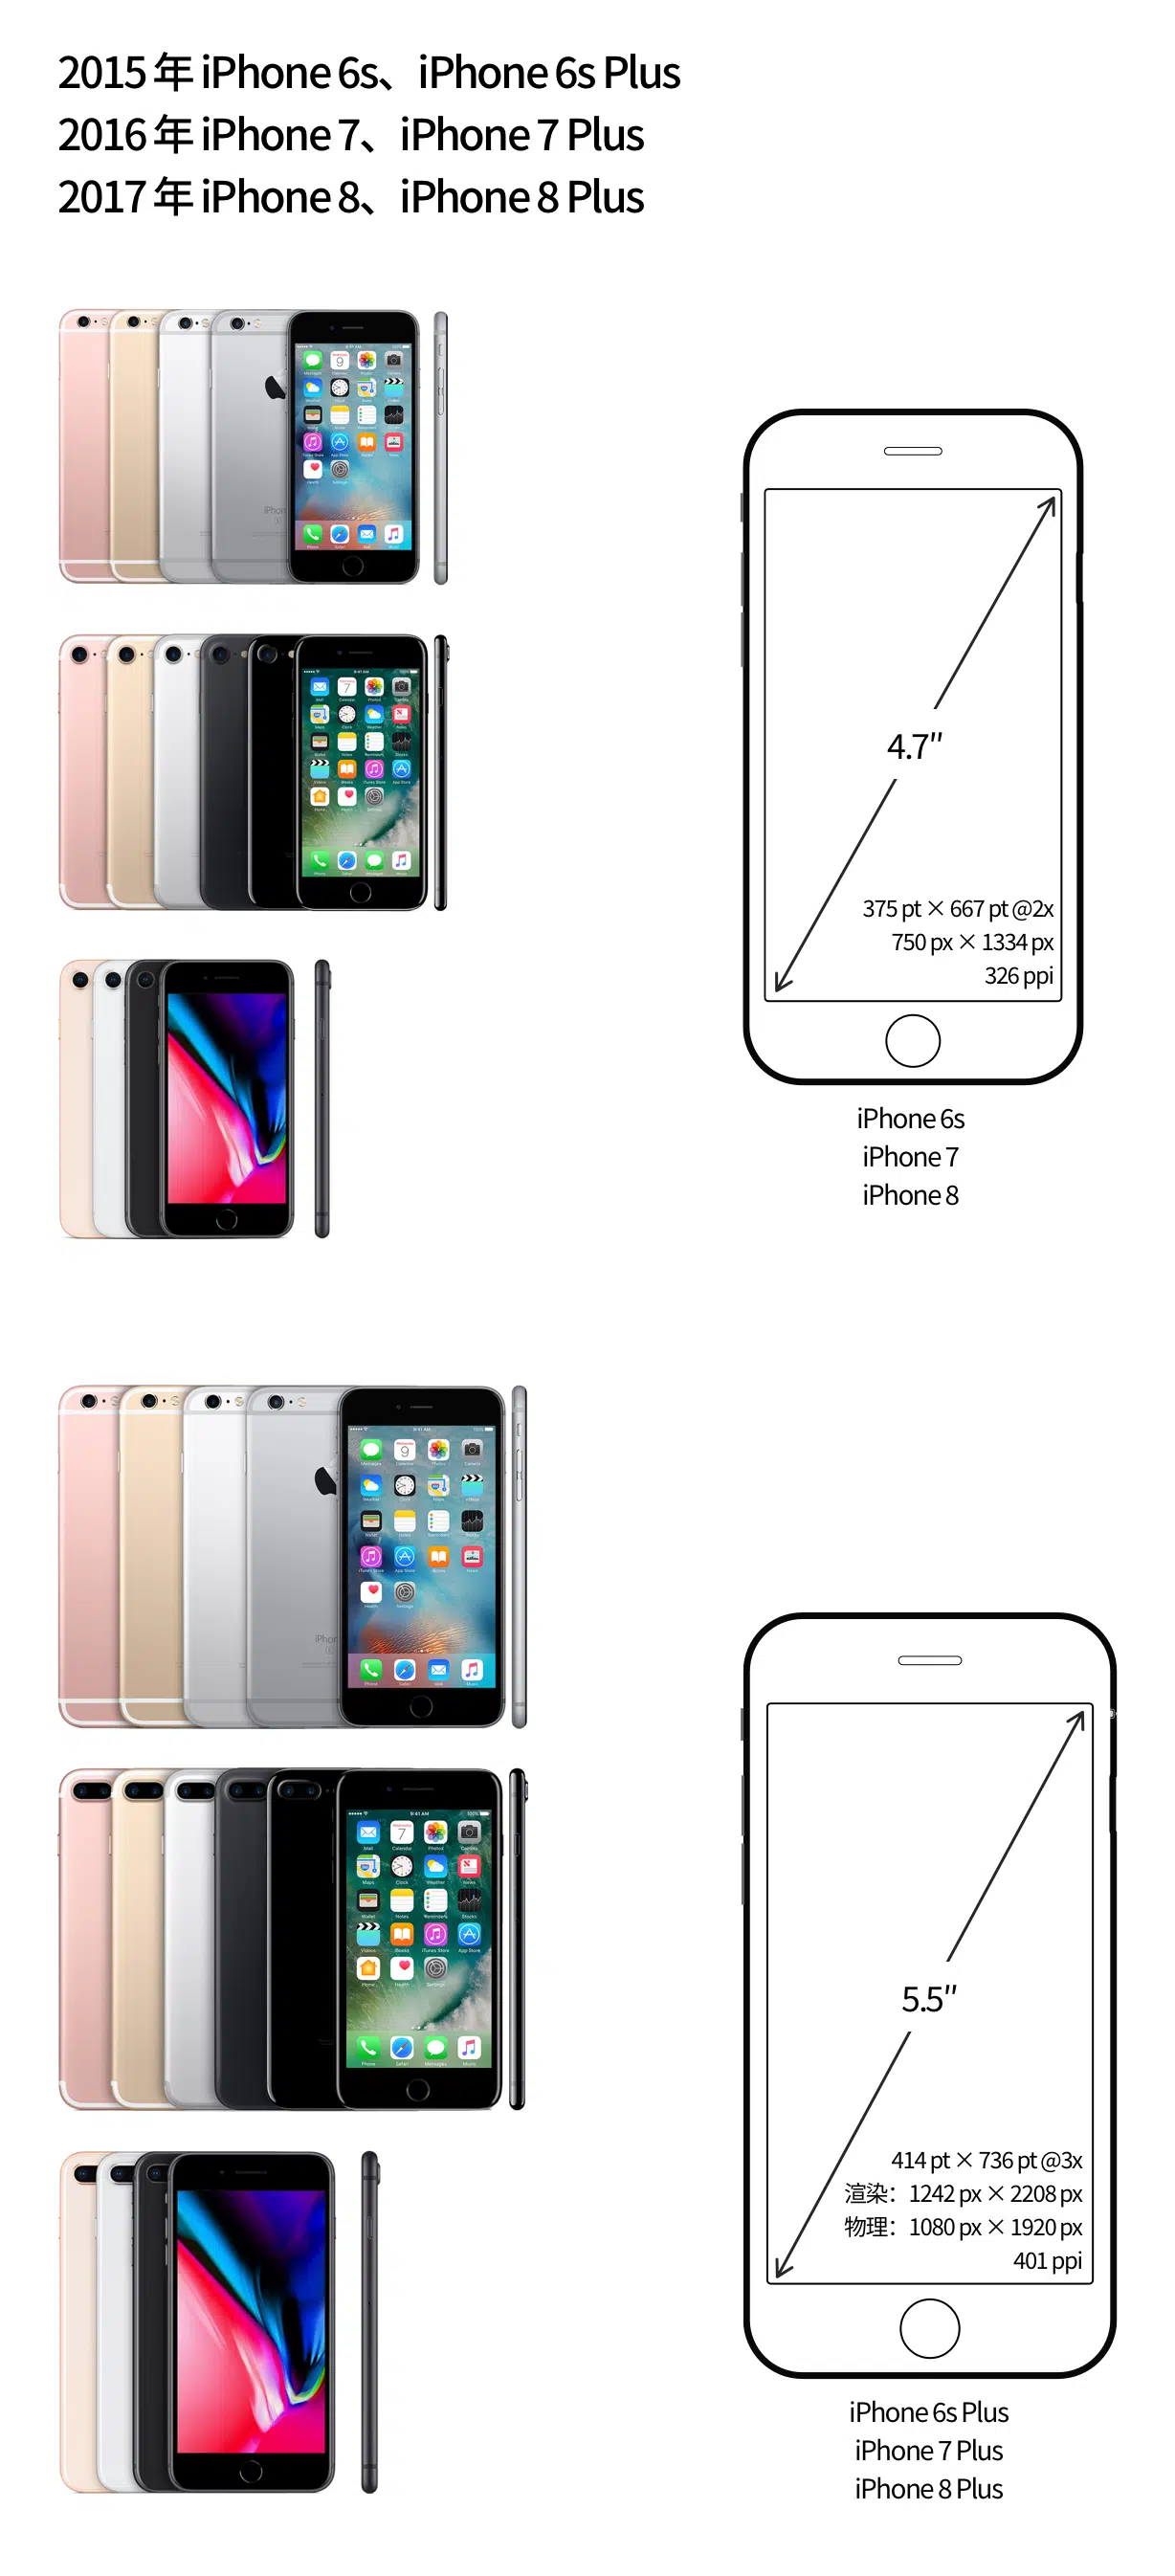 2015 年 iPhone 6s、iPhone 6s Plus
2016 年 iPhone 7、iPhone 7 Plus
2017 年 iPhone 8、iPhone 8 Plus
4.7″
375 pt × 667 pt @2x
750 px × 1334 px
326 ppi
iPhone 6s
iPhone 7
iPhone 8
5.5″
414 pt × 736 pt @3x
渲染：1242 px × 2208 px
物理：1080 px × 1920 px
401 ppi
iPhone 6s Plus
iPhone 7 Plus
iPhone 8 Plus